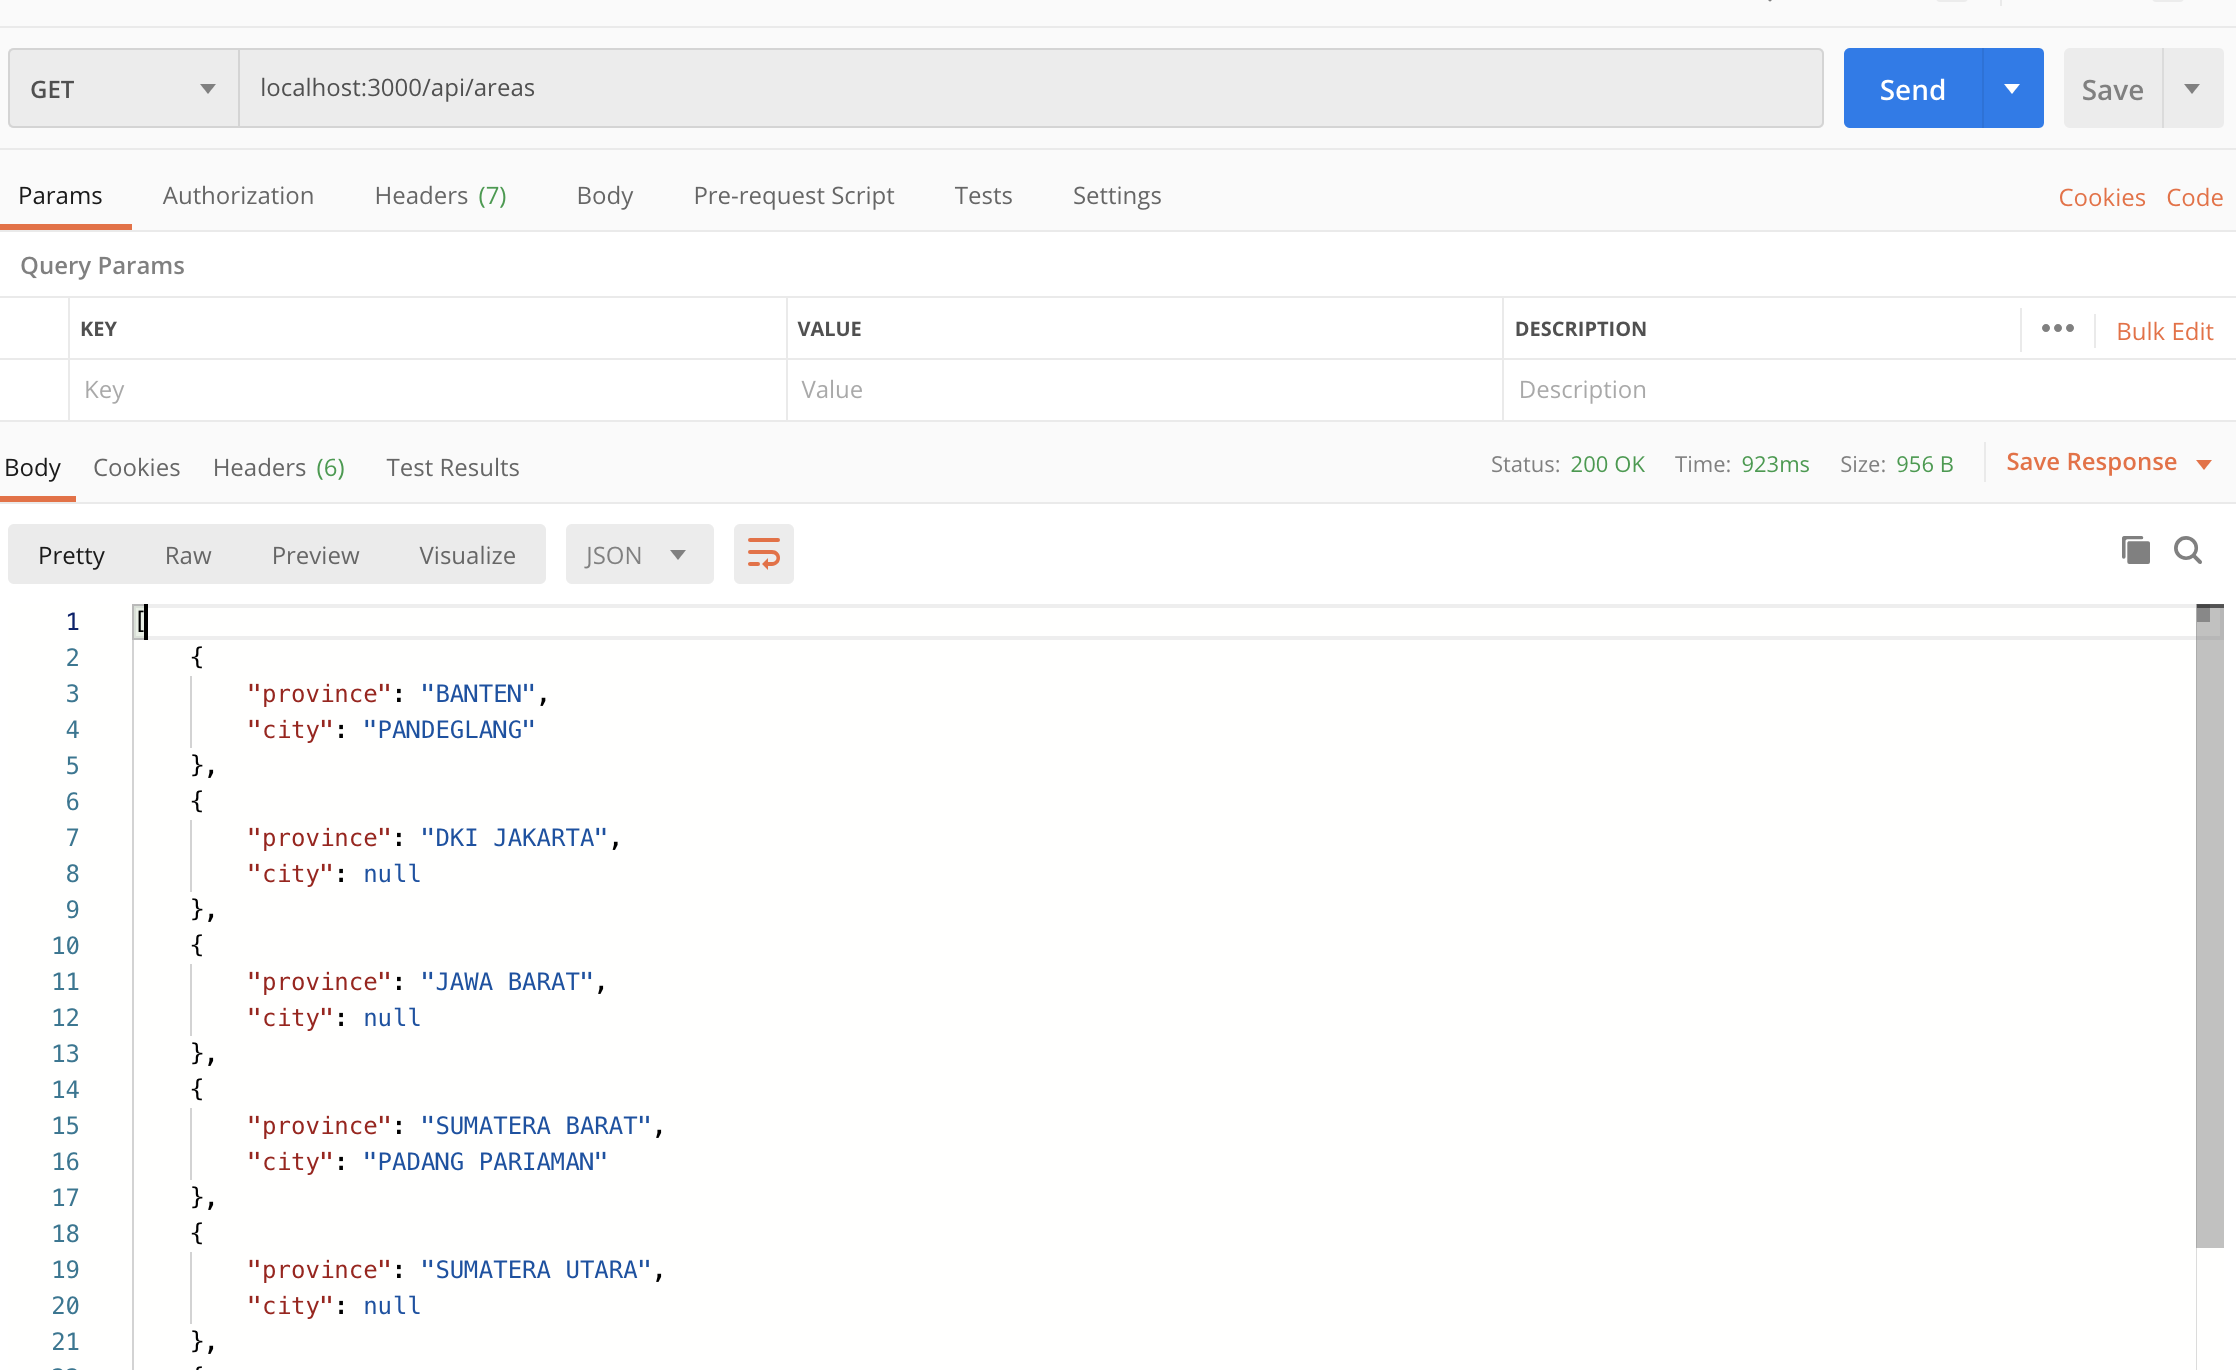 GET localhost:3000/api/areas Send Save
Params Authorization Headers (7) Body Pre-request Script Tests Settings Cookies Code
Query Params
KEY VALUE DESCRIPTION ••• Bulk Edit
Key Value Description
Body Cookies Headers (6) Test Results Status: 200 OK Time: 923ms Size: 956 B Save Response
Pretty Raw Preview Visualize JSON
1 [
2 {
3 "province": "BANTEN",
4 "city": "PANDEGLANG"
5 },
6 {
7 "province": "DKI JAKARTA",
8 "city": null
9 },
10 {
11 "province": "JAWA BARAT",
12 "city": null
13 },
14 {
15 "province": "SUMATERA BARAT",
16 "city": "PADANG PARIAMAN"
17 },
18 {
19 "province": "SUMATERA UTARA",
20 "city": null
21 },